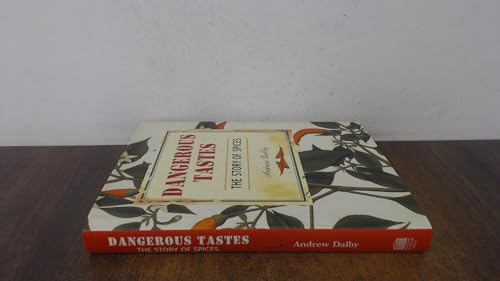 DANGEROUS
TASTES
THE STORY OF SPICES
Andrew Dalby
DANGEROUS TASTES
THE STORY OF SPICES
Andrew Dalby